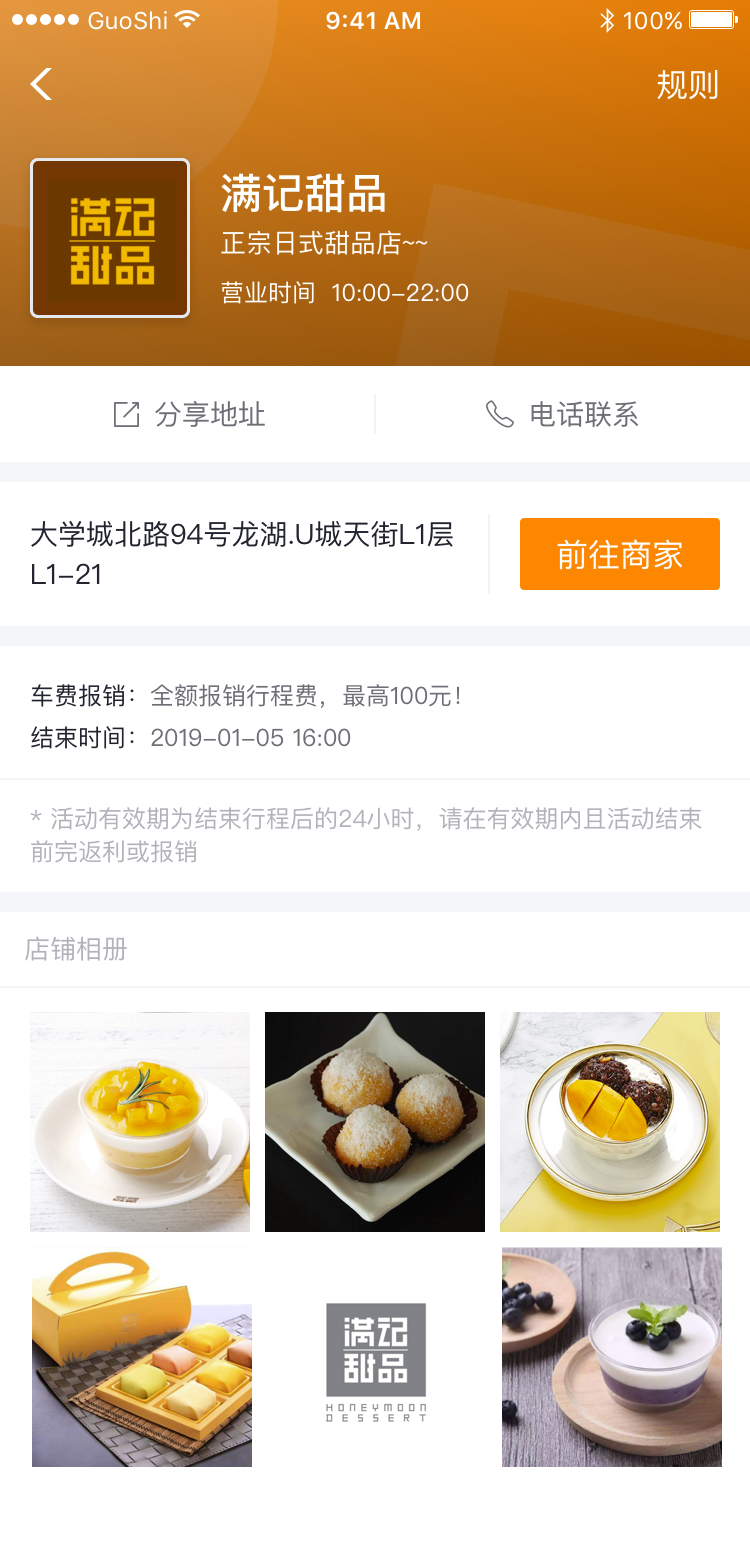 GuoShi
9:41 AM
100%
规则
满记
甜品
满记甜品
正宗日式甜品店~~
营业时间 10:00-22:00
分享地址
电话联系
大学城北路94号龙湖.U城天街L1层
L1-21
前往商家
车费报销：全额报销行程费，最高100元！
结束时间：2019-01-05 16:00
* 活动有效期为结束行程后的24小时，请在有效期内且活动结束
前完返利或报销
店铺相册
满记
甜品
HONEYMOON
DESSERT